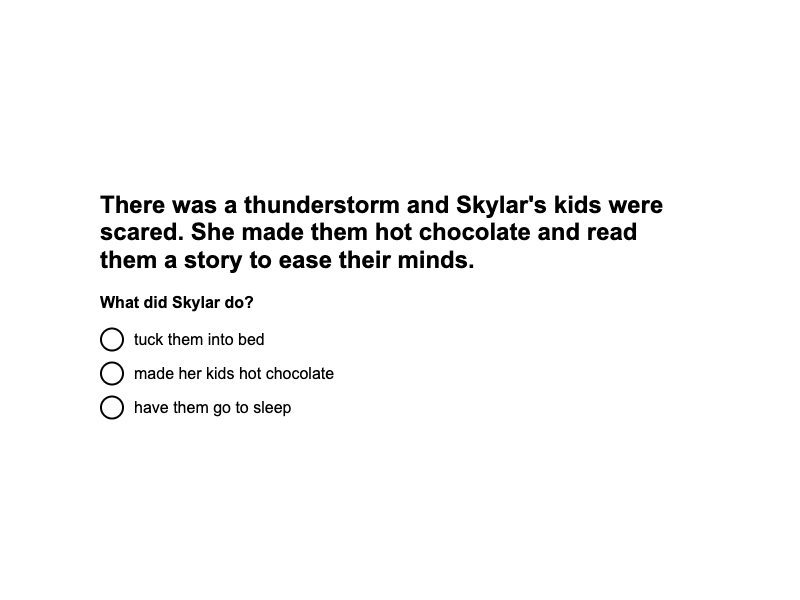 There was a thunderstorm and Skylar's kids were
scared. She made them hot chocolate and read
them a story to ease their minds.
What did Skylar do?
tuck them into bed
made her kids hot chocolate
have them go to sleep